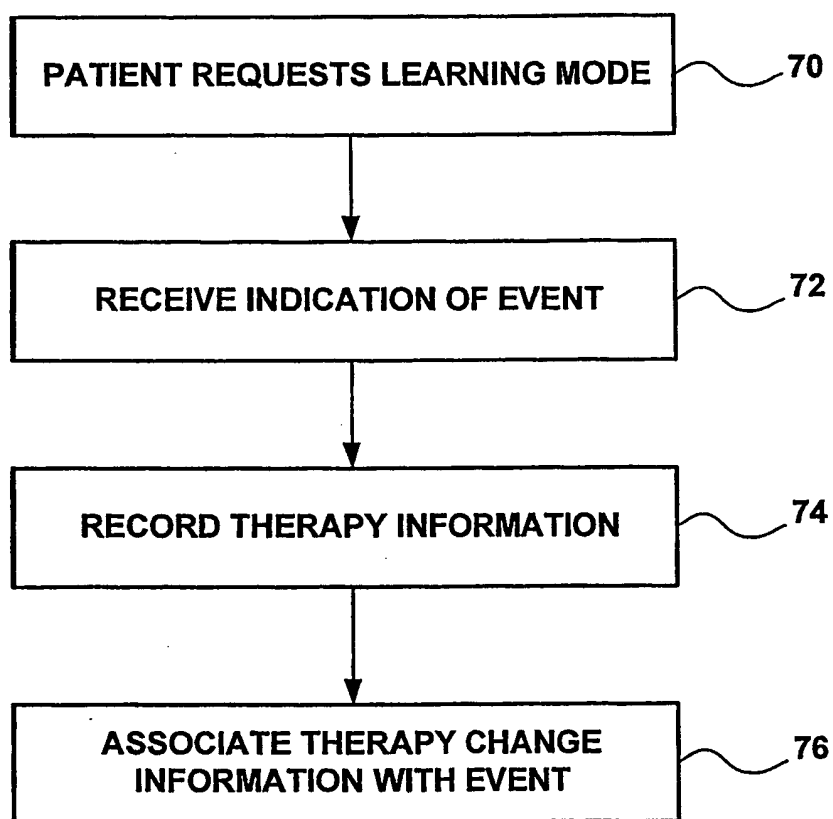 PATIENT REQUESTS LEARNING MODE
70
RECEIVE INDICATION OF EVENT
72
RECORD THERAPY INFORMATION
74
ASSOCIATE THERAPY CHANGE
INFORMATION WITH EVENT
76